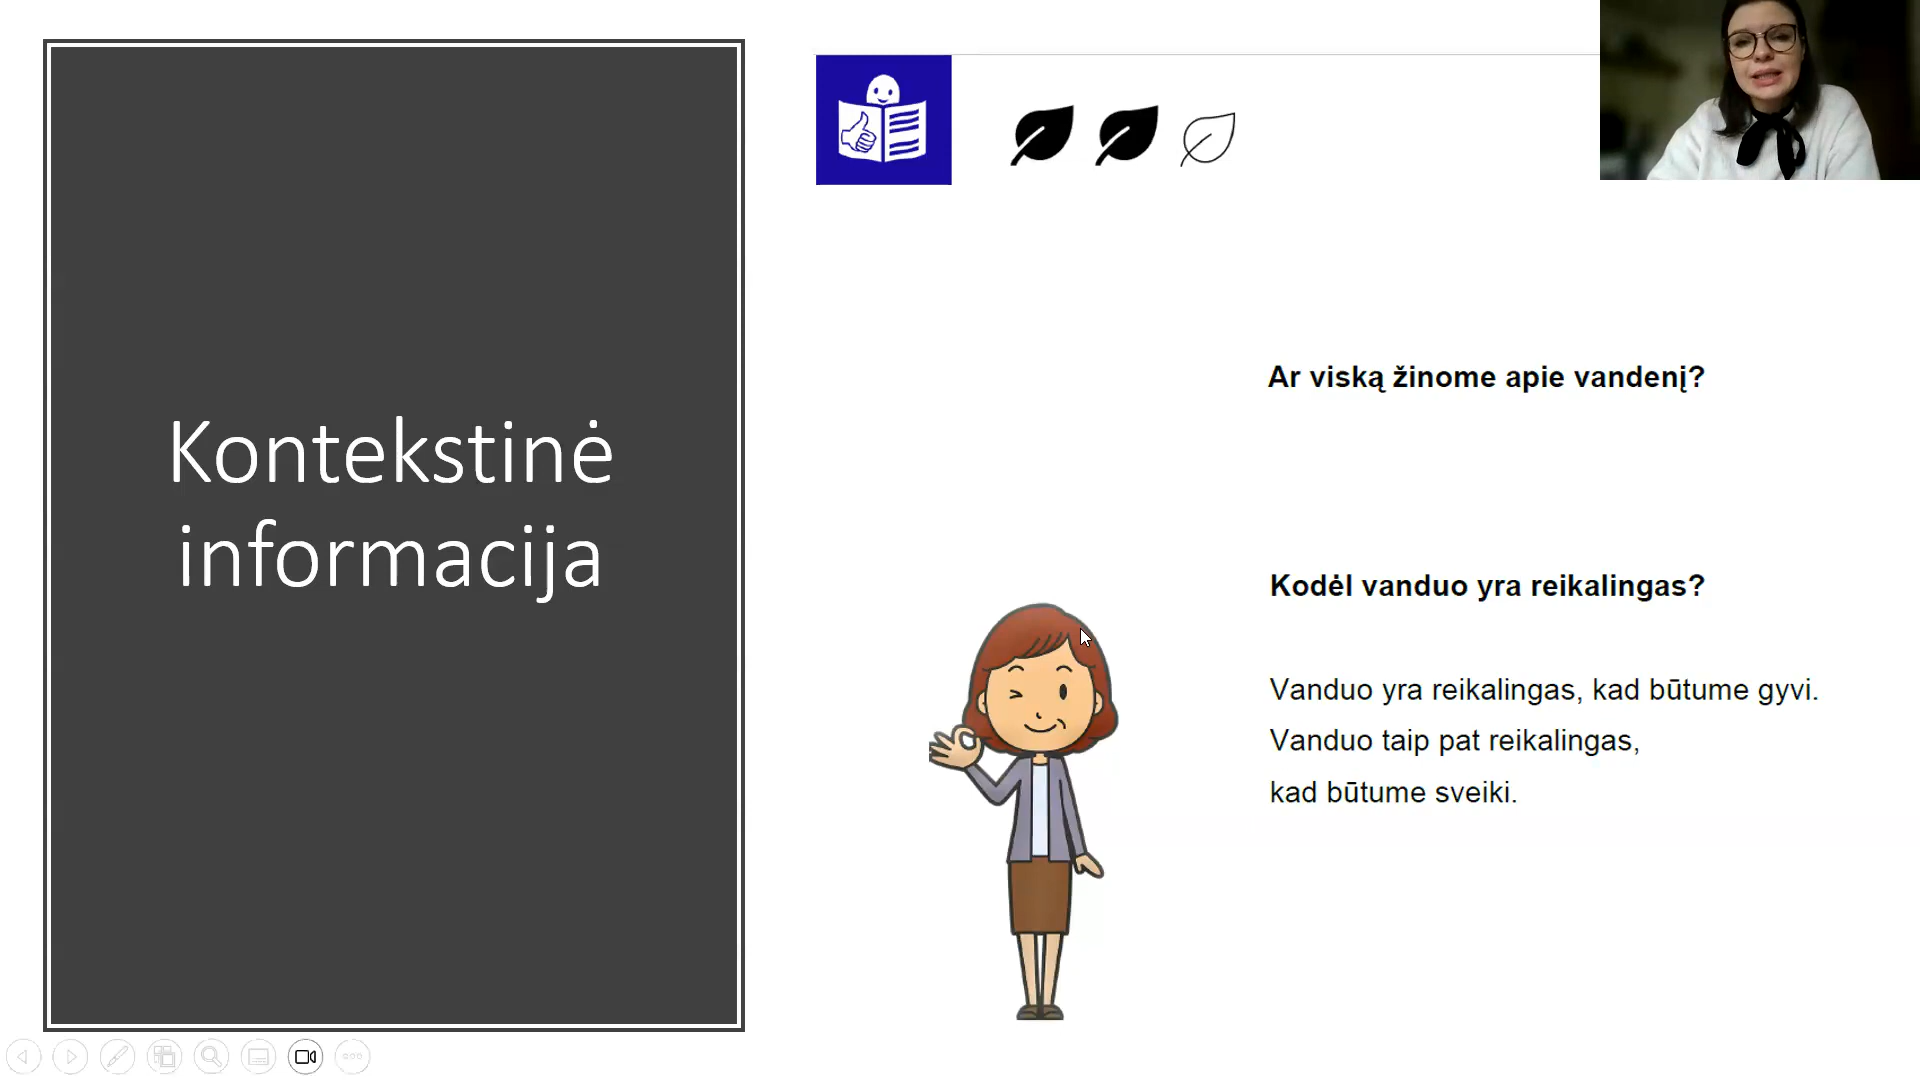 Kontekstinė
informacija
Ar viską žinome apie vandenį?
Kodėl vanduo yra reikalingas?
Vanduo yra reikalingas, kad būtume gyvi.
Vanduo taip pat reikalingas,
kad būtume sveiki.